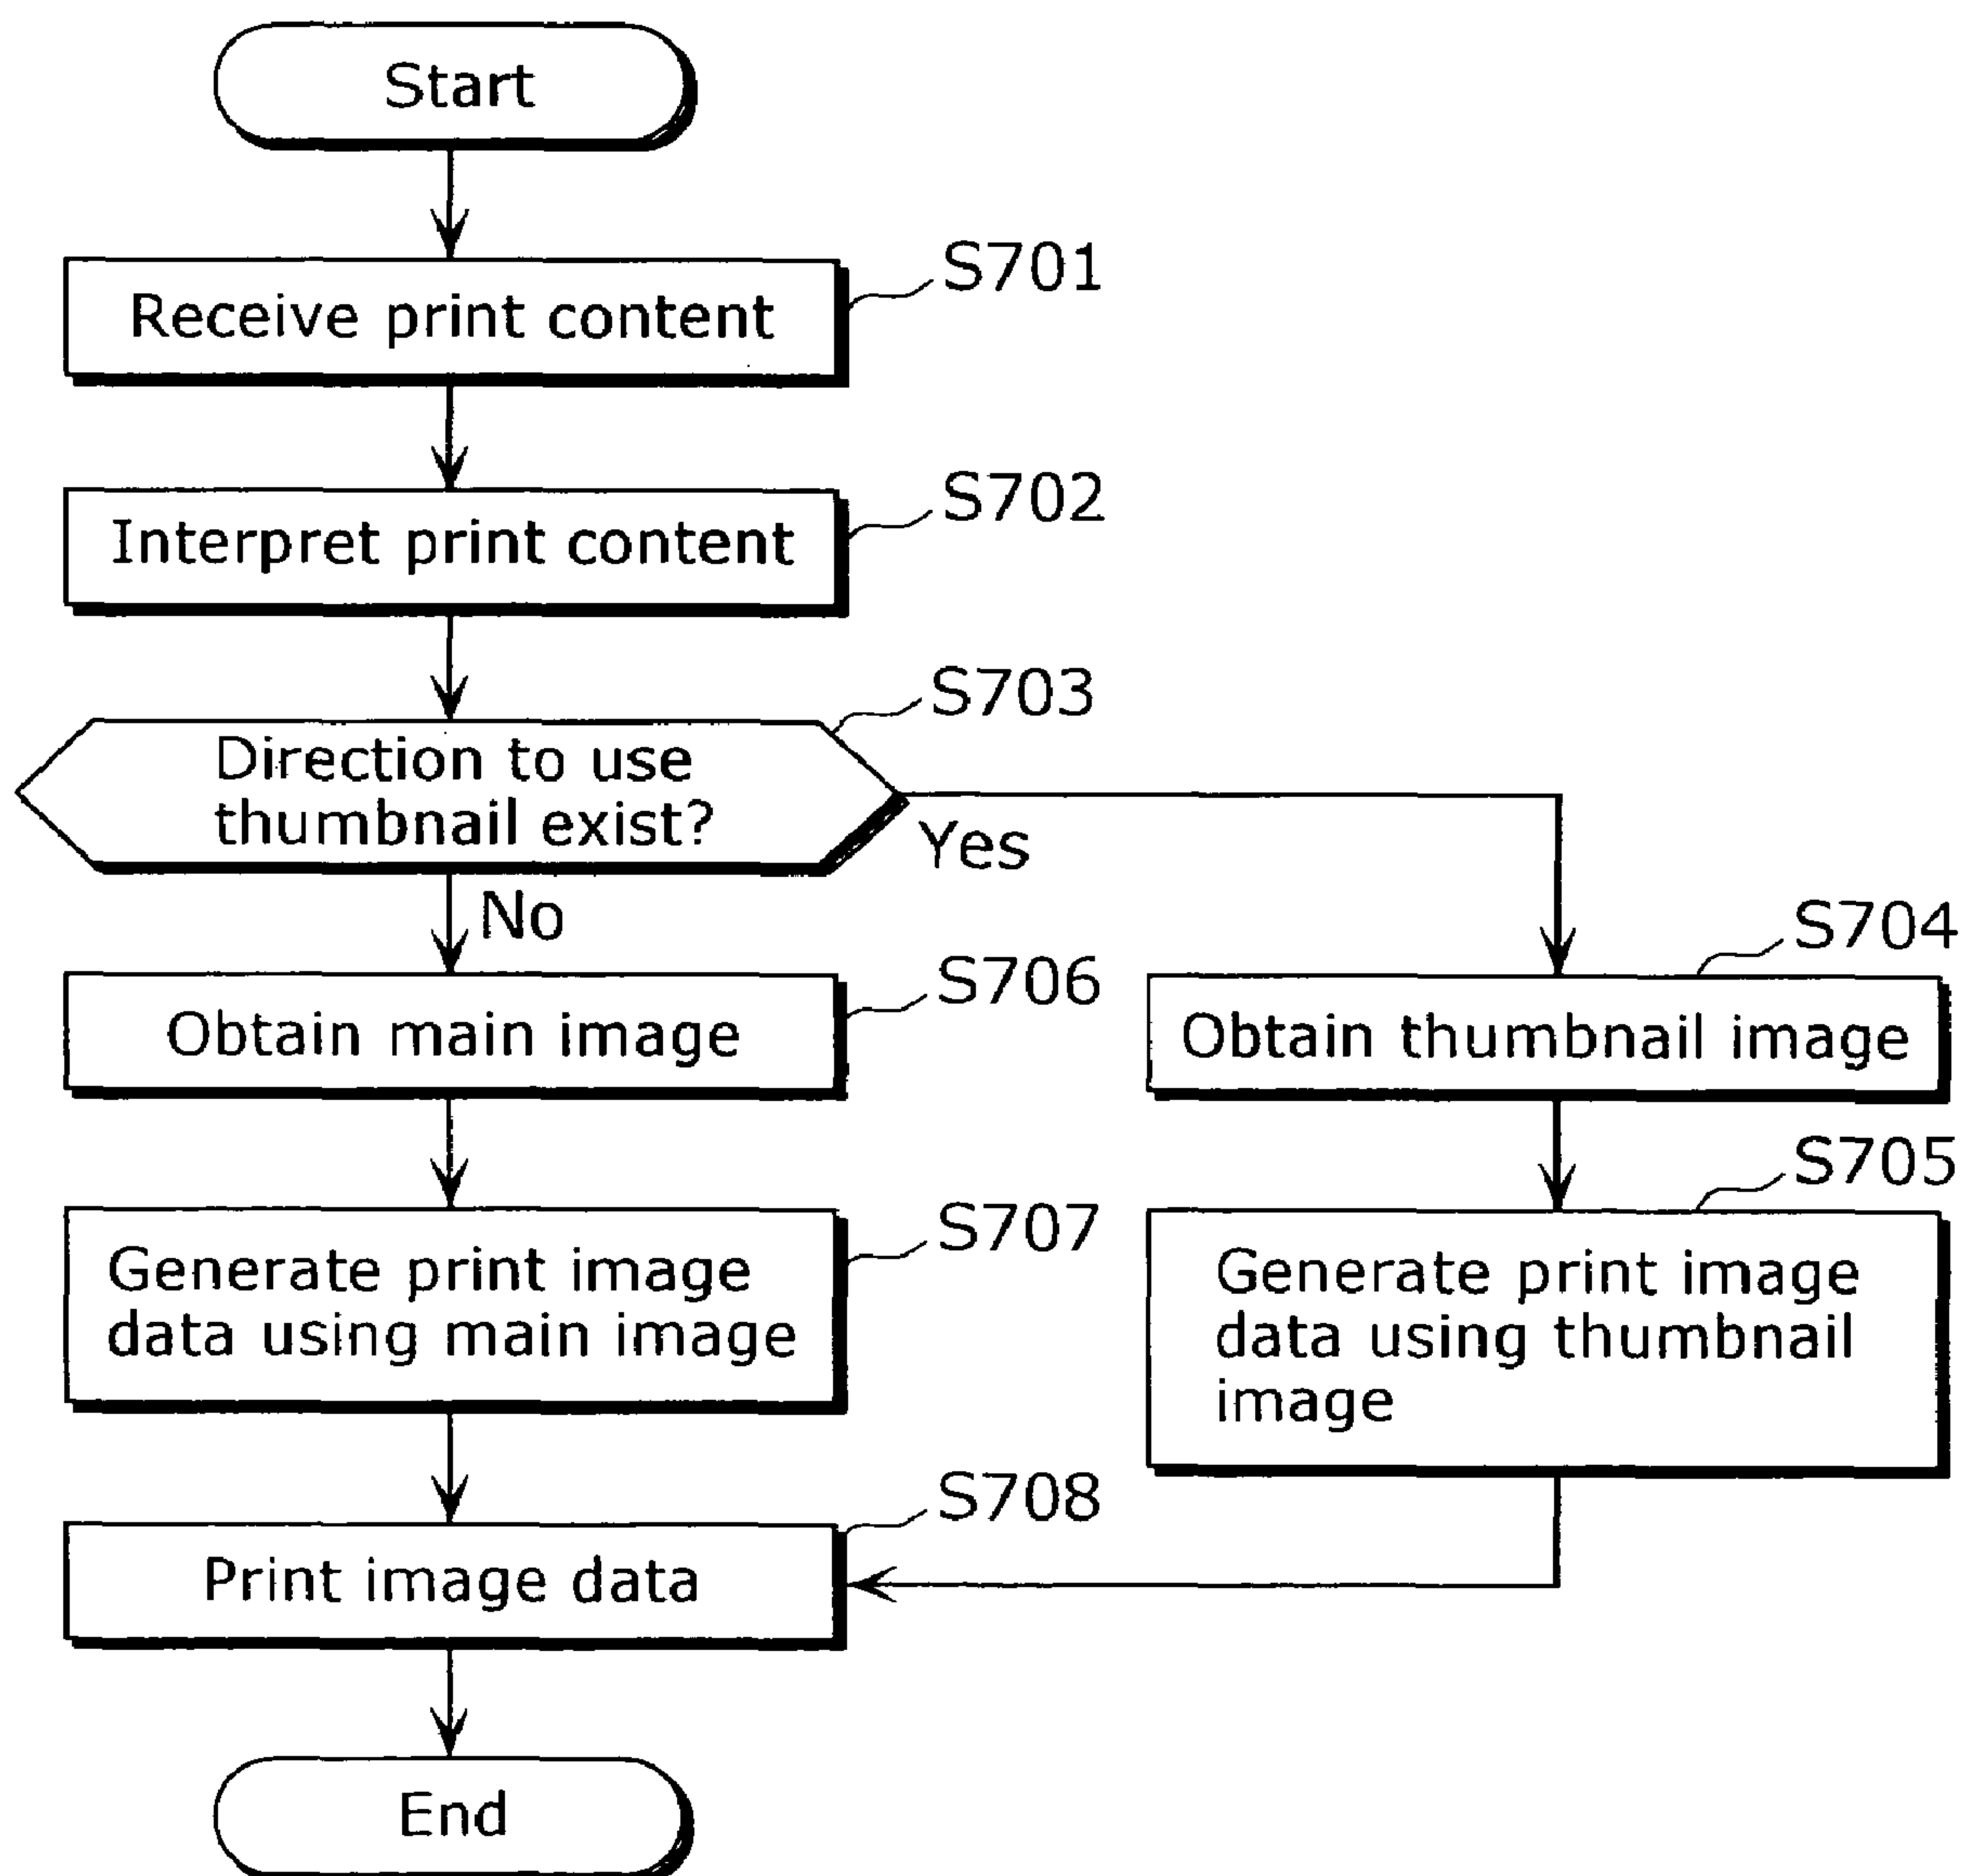 Start
S701
Receive print content
S702
Interpret print content
S703
Direction to use
thumbnail exist?
Yes
No
S704
Obtain thumbnail image
S705
Generate print image
data using thumbnail
image
S706
Obtain main image
S707
Generate print image
data using main image
S708
Print image data
End